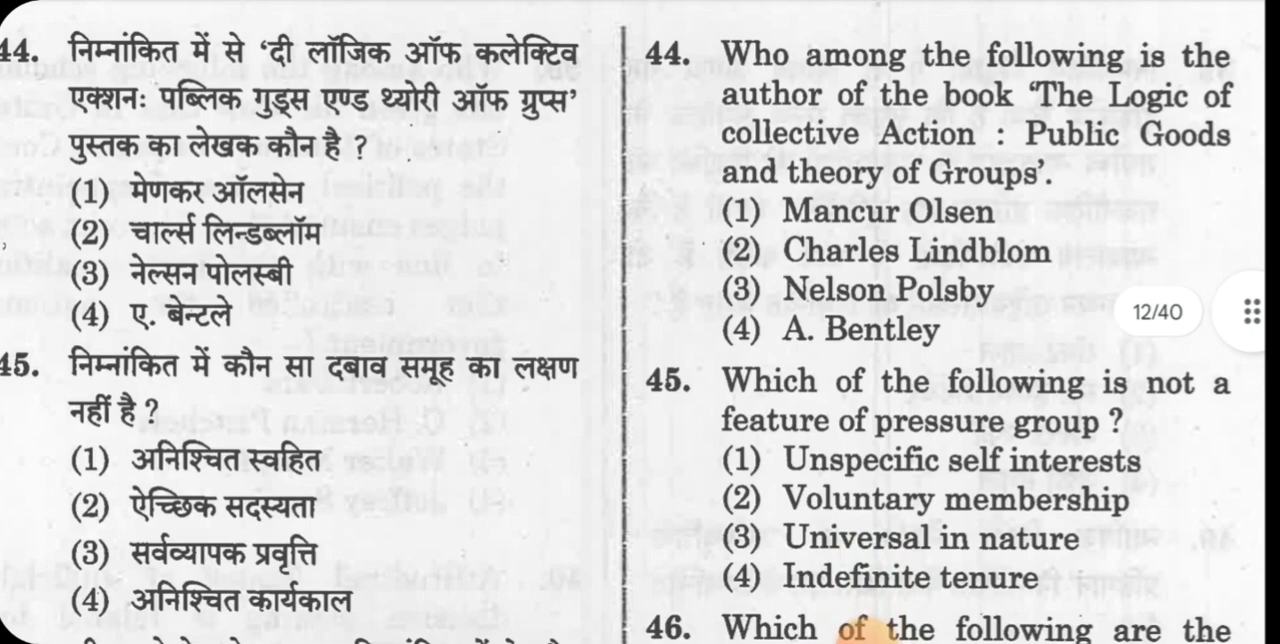 44. निम्नांकित में से 'दी लॉजिक ऑफ कलेक्टिव
एक्शन: पब्लिक गुड्स एण्ड थ्योरी ऑफ ग्रुप्स'
पुस्तक का लेखक कौन है ?
(1) मेणकर ऑलसेन
(2) चार्ल्स लिन्डब्लॉम
(3) नेल्सन पोलस्बी
(4) ए. बेन्टले
45. निम्नांकित में कौन सा दबाव समूह का लक्षण
नहीं है ?
(1) अनिश्चित स्वहित
(2) ऐच्छिक सदस्यता
(3) सर्वव्यापक प्रवृत्ति
(4) अनिश्चित कार्यकाल
44. Who among the following is the
author of the book 'The Logic of
collective Action : Public Goods
and theory of Groups'.
(1) Mancur Olsen
(2) Charles Lindblom
(3) Nelson Polsby
(4) A. Bentley
45. Which of the following is not a
feature of pressure group ?
(1) Unspecific self interests
(2) Voluntary membership
(3) Universal in nature
(4) Indefinite tenure
46. Which of the following are the
12/40